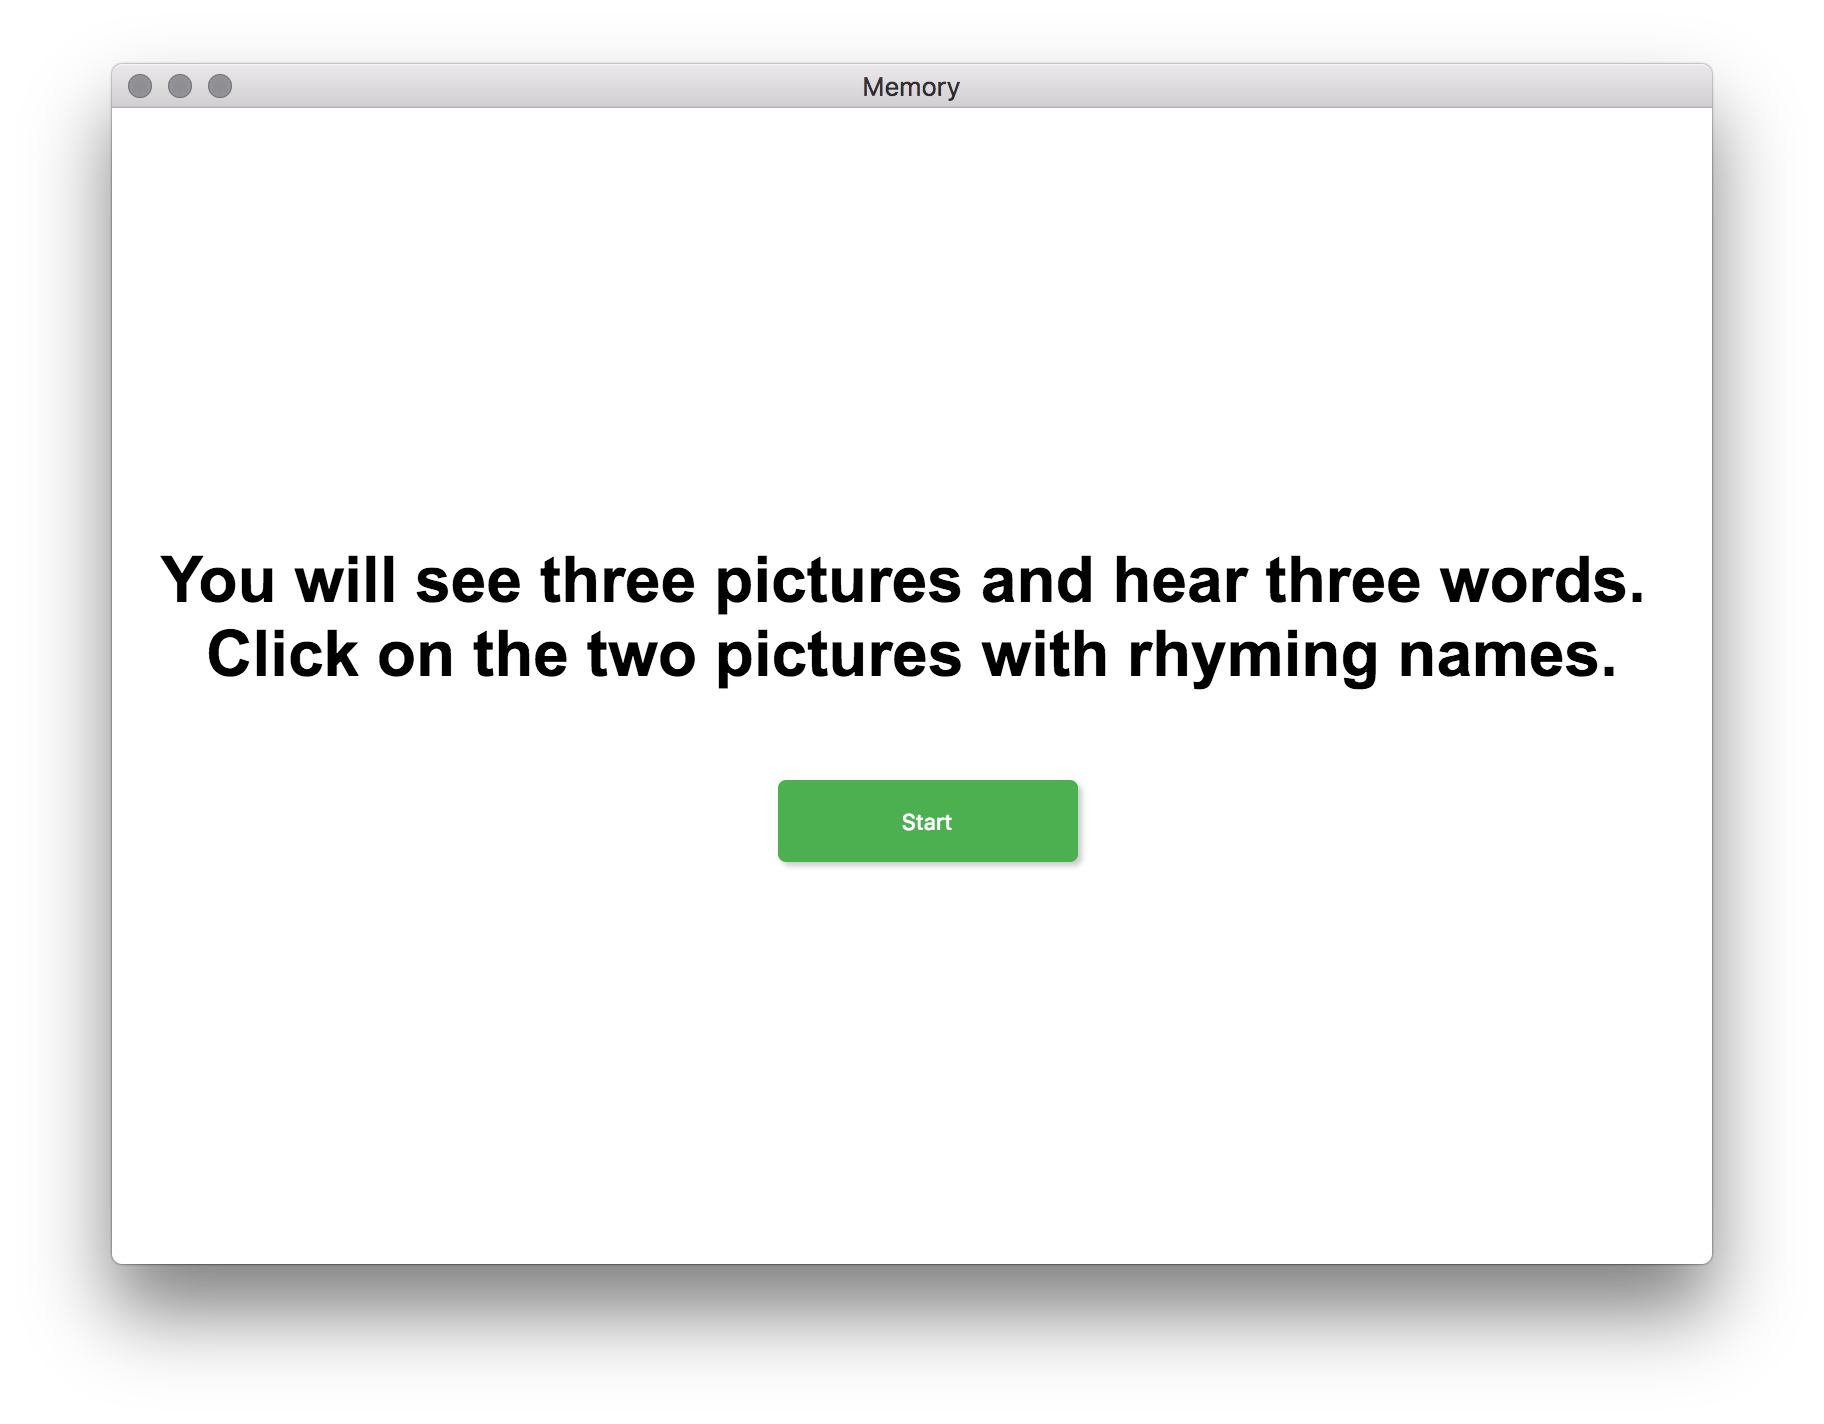 Memory
You will see three pictures and hear three words.
Click on the two pictures with rhyming names.
Start